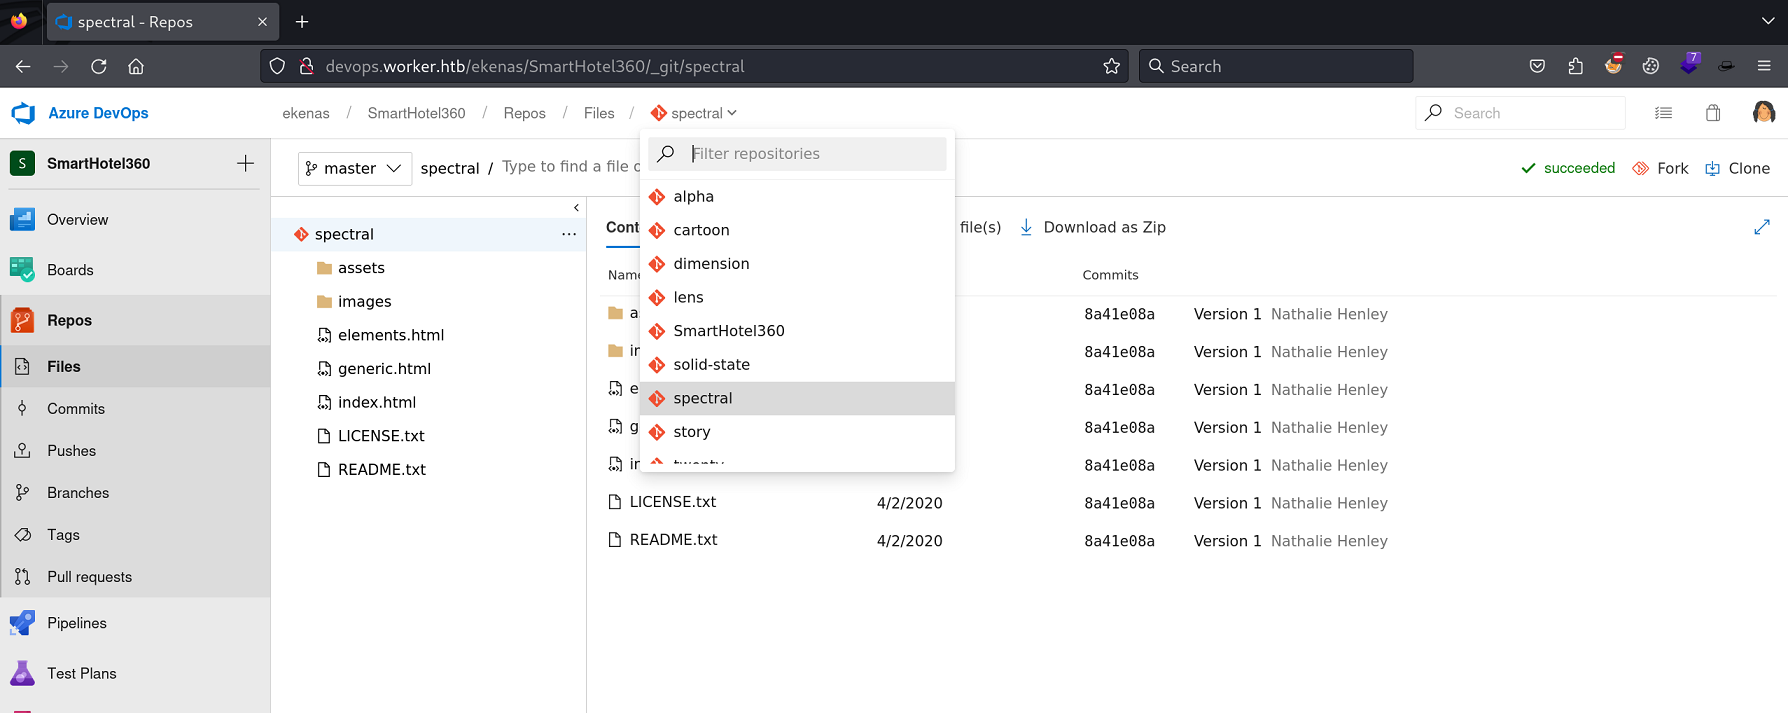 spectral - Repos
devops.worker.htb/ekenas/SmartHotel360/_git/spectral
Search
7
Azure DevOps
ekenas / SmartHotel360 / Repos / Files / spectral
Search
S SmartHotel360
master
spectral / Type to find a file o
Filter repositories
succeeded
Fork
Clone
Overview
Boards
Repos
Files
Commits
Pushes
Branches
Tags
Pull requests
Pipelines
Test Plans
spectral
assets
images
elements.html
generic.html
index.html
LICENSE.txt
README.txt
alpha
cartoon
dimension
lens
SmartHotel360
solid-state
spectral
story
twenty
Cont
file(s)
Download as Zip
Name
Commits
a 8a41e08a Version 1 Nathalie Henley
in 8a41e08a Version 1 Nathalie Henley
e 8a41e08a Version 1 Nathalie Henley
g 8a41e08a Version 1 Nathalie Henley
in 8a41e08a Version 1 Nathalie Henley
LICENSE.txt 4/2/2020 8a41e08a Version 1 Nathalie Henley
README.txt 4/2/2020 8a41e08a Version 1 Nathalie Henley